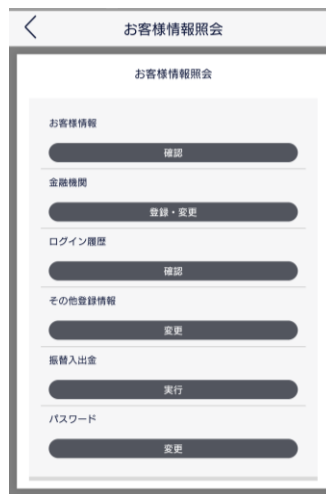 お客様情報照会
お客様情報照会
お客様情報
確認
金融機関
登録・変更
ログイン履歴
確認
その他登録情報
変更
振替入出金
実行
パスワード
変更